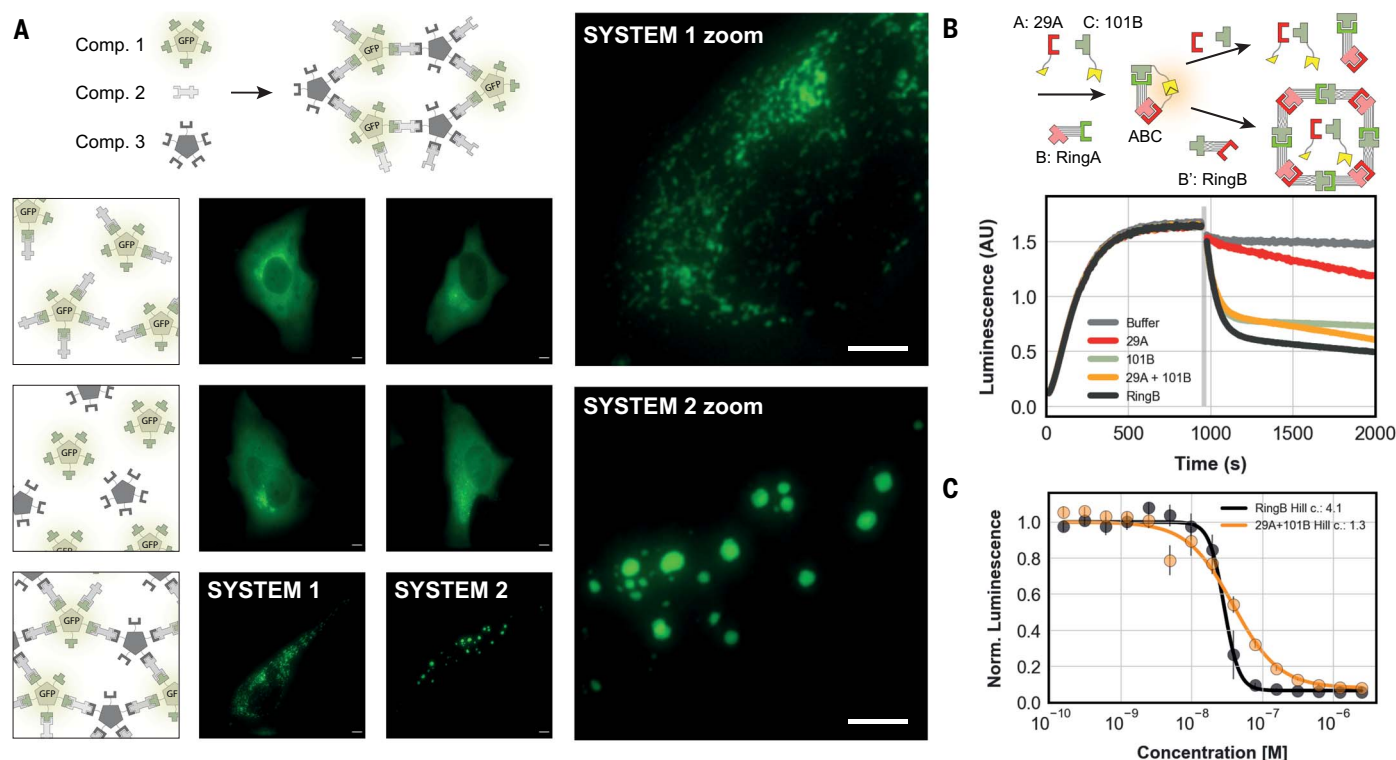 A
Comp. 1
GFP
Comp. 2
Comp. 3
GFP
GFP
GFP
SYSTEM 1 zoom
GFP
GFP
GFP
GFP
GFP
GFP
GFP
SYSTEM 2 zoom
GFP
GFP
GFP
SYSTEM 1
SYSTEM 2
B
A: 29A
C: 101B
B: RingA
ABC
B': RingB
Luminescence (AU)
1.5
1.0
0.5
0.0
Buffer
29A
101B
29A + 101B
RingB
0
500
1000
1500
2000
Time (s)
C
Norm. Luminescence
1.0
0.8
0.6
0.4
0.2
0.0
RingB Hill c.: 4.1
29A+101B Hill c.: 1.3
10⁻¹⁰
10⁻⁹
10⁻⁸
10⁻⁷
10⁻⁶
Concentration [M]